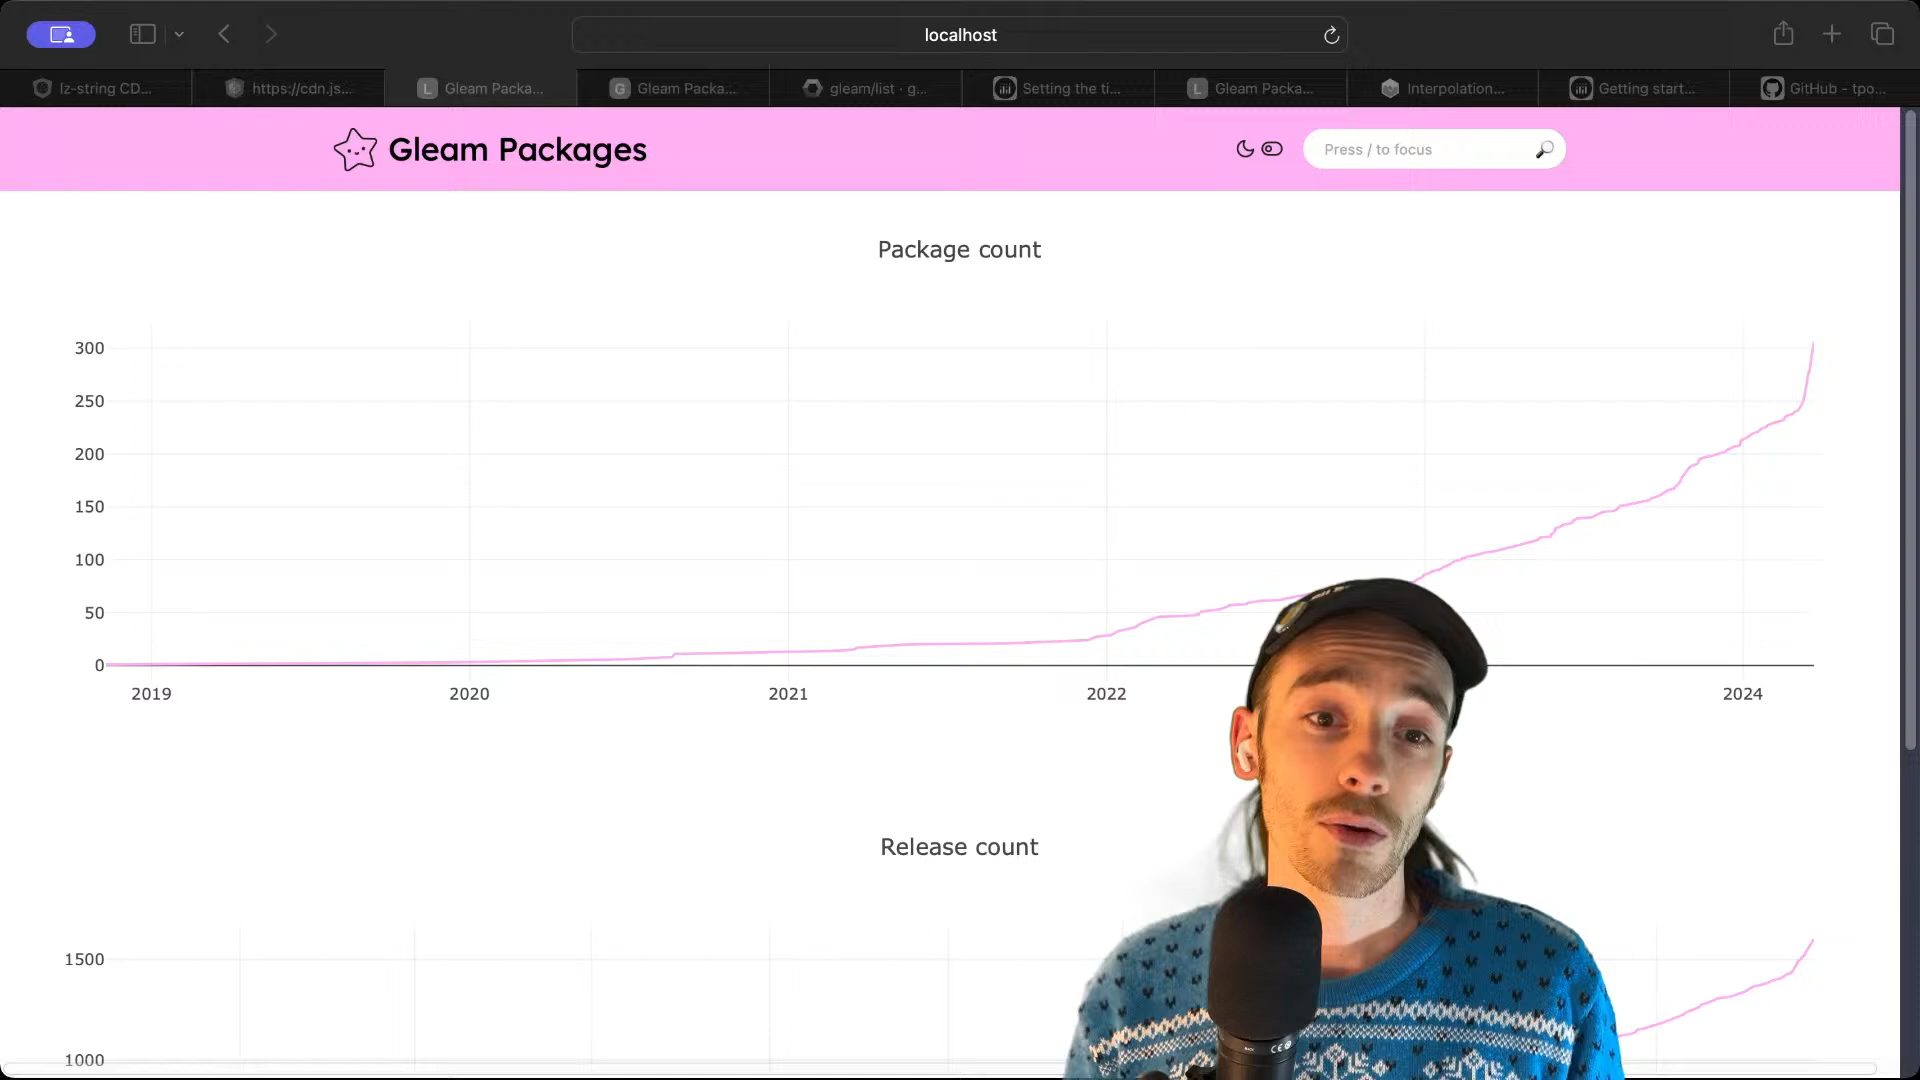 localhost
lz-string CD...
https://cdn.js...
L Gleam Packa...
G Gleam Packa...
gleam/list · g...
Setting the ti...
L Gleam Packa...
Interpolation...
Getting start...
GitHub - tpo...
Gleam Packages
Press / to focus
Package count
300
250
200
150
100
50
0
2019 2020 2021 2022 2024
Release count
1500
1000